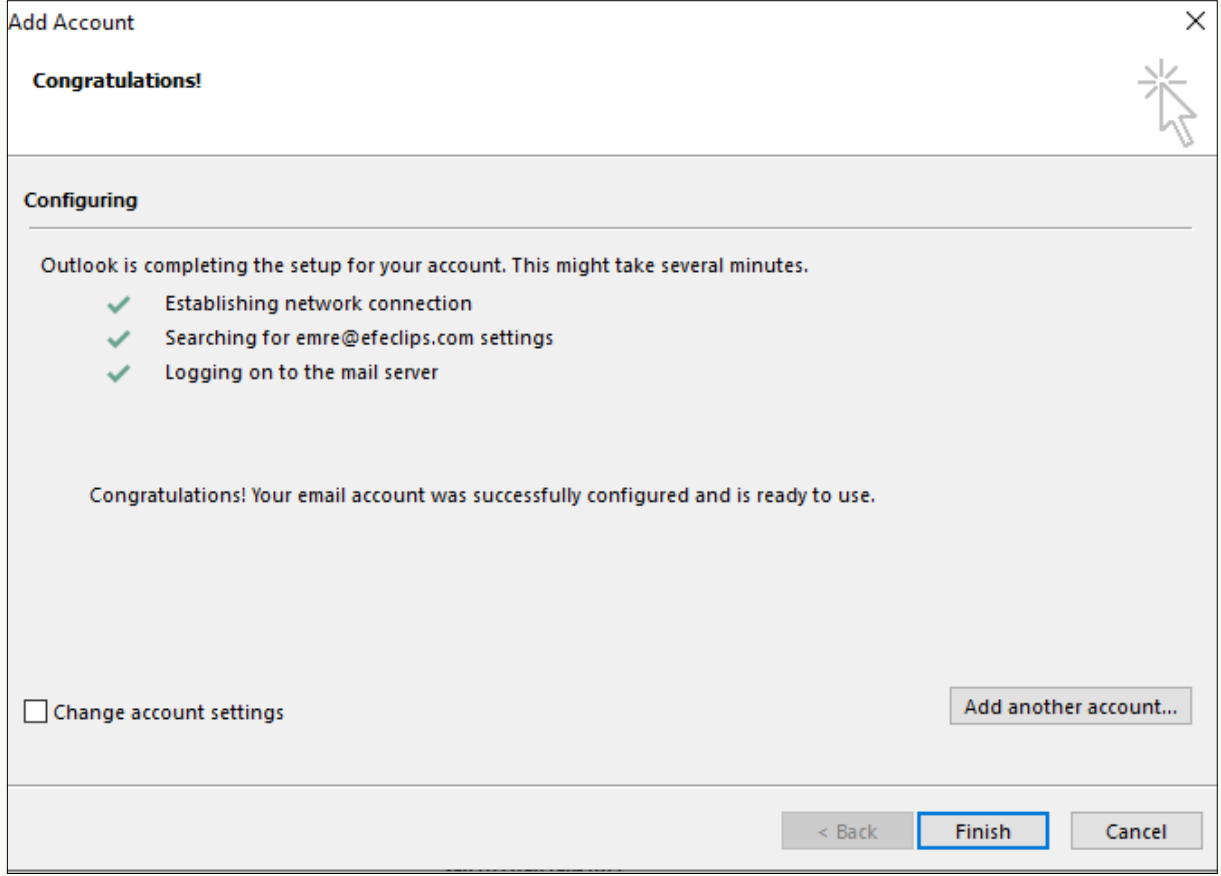 Add Account
Congratulations!
Configuring
Outlook is completing the setup for your account. This might take several minutes.
Establishing network connection
Searching for emre@efeclips.com settings
Logging on to the mail server
Congratulations! Your email account was successfully configured and is ready to use.
Change account settings
Add another account...
< Back
Finish
Cancel